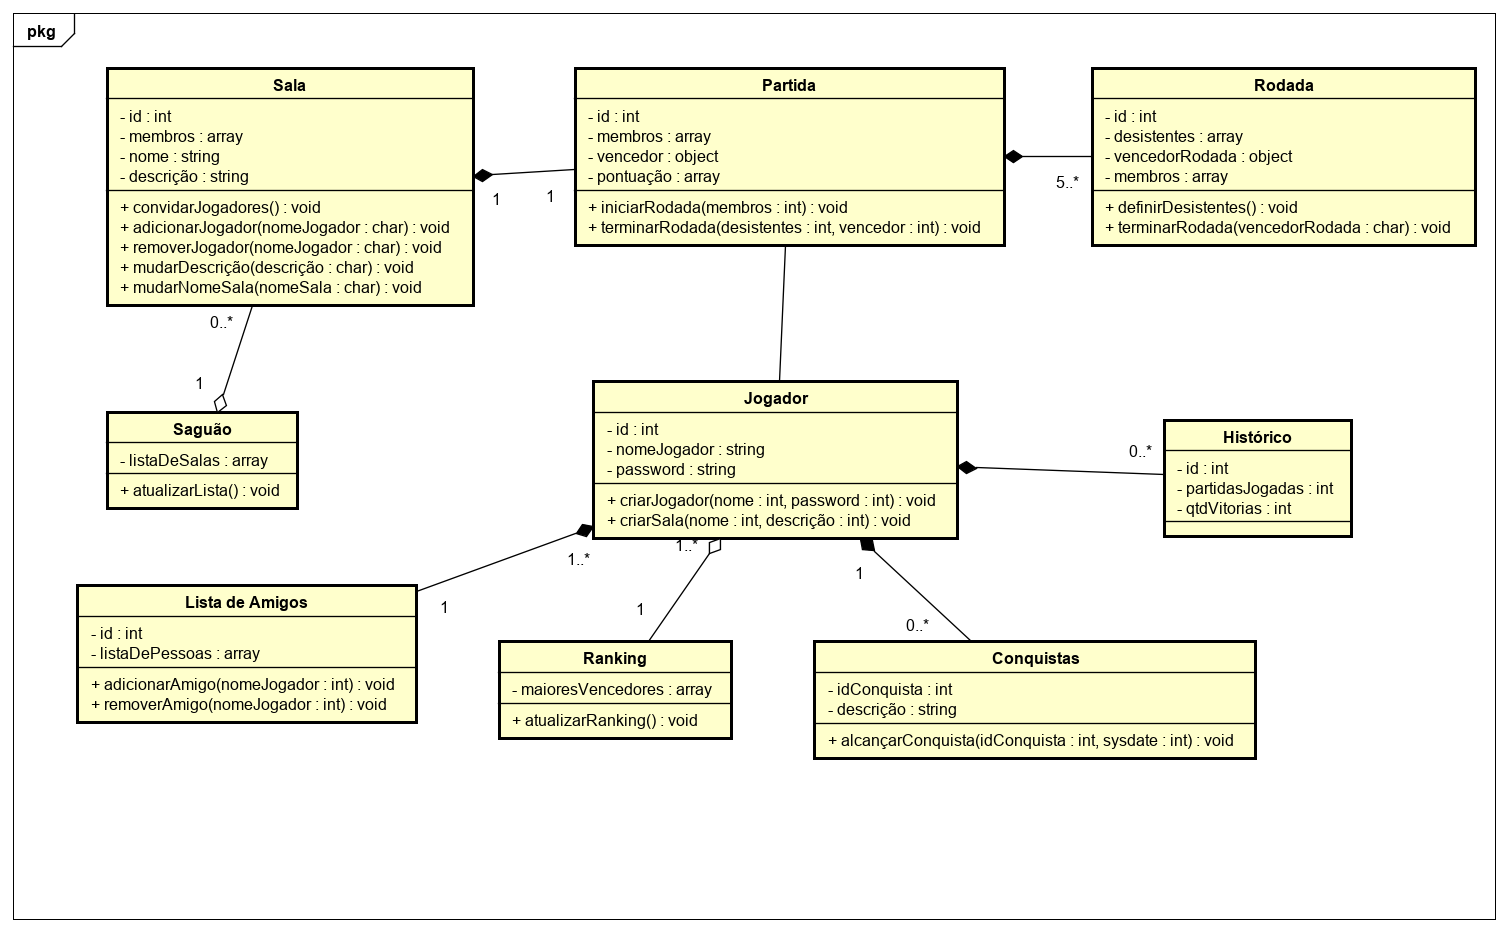 pkg
Sala
- id : int
- membros : array
- nome : string
- descrição : string
+ convidarJogadores() : void
+ adicionarJogador(nomeJogador : char) : void
+ removerJogador(nomeJogador : char) : void
+ mudarDescrição(descrição : char) : void
+ mudarNomeSala(nomeSala : char) : void
1
1
Partida
- id : int
- membros : array
- vencedor : object
- pontuação : array
+ iniciarRodada(membros : int) : void
+ terminarRodada(desistentes : int, vencedor : int) : void
5..*
Rodada
- id : int
- desistentes : array
- vencedorRodada : object
- membros : array
+ definirDesistentes() : void
+ terminarRodada(vencedorRodada : char) : void
0..*
1
Saguão
- listaDeSalas : array
+ atualizarLista() : void
Jogador
- id : int
- nomeJogador : string
- password : string
+ criarJogador(nome : int, password : int) : void
+ criarSala(nome : int, descrição : int) : void
0..*
Histórico
- id : int
- partidasJogadas : int
- qtdVitorias : int
1..*
1
1..*
1
1
0..*
Lista de Amigos
- id : int
- listaDePessoas : array
+ adicionarAmigo(nomeJogador : int) : void
+ removerAmigo(nomeJogador : int) : void
Ranking
- maioresVencedores : array
+ atualizarRanking() : void
Conquistas
- idConquista : int
- descrição : string
+ alcançarConquista(idConquista : int, sysdate : int) : void